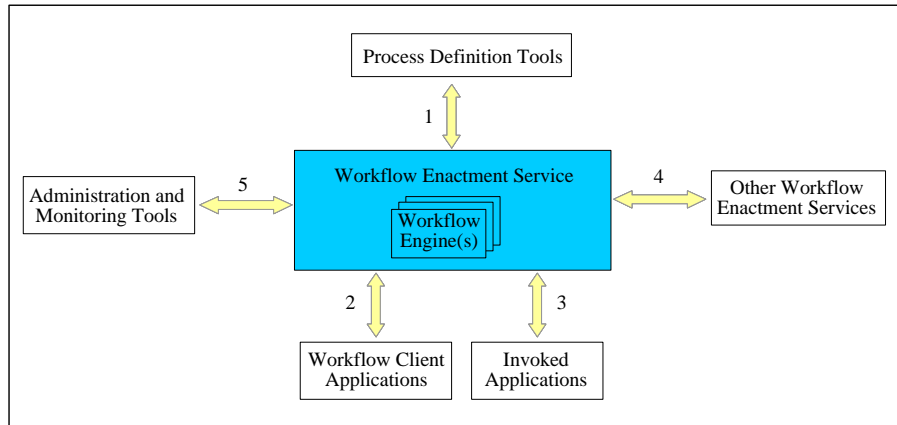 Process Definition Tools
1
Workflow Enactment Service
Workflow
Engine(s)
5
Administration and
Monitoring Tools
4
Other Workflow
Enactment Services
2
3
Workflow Client
Applications
Invoked
Applications